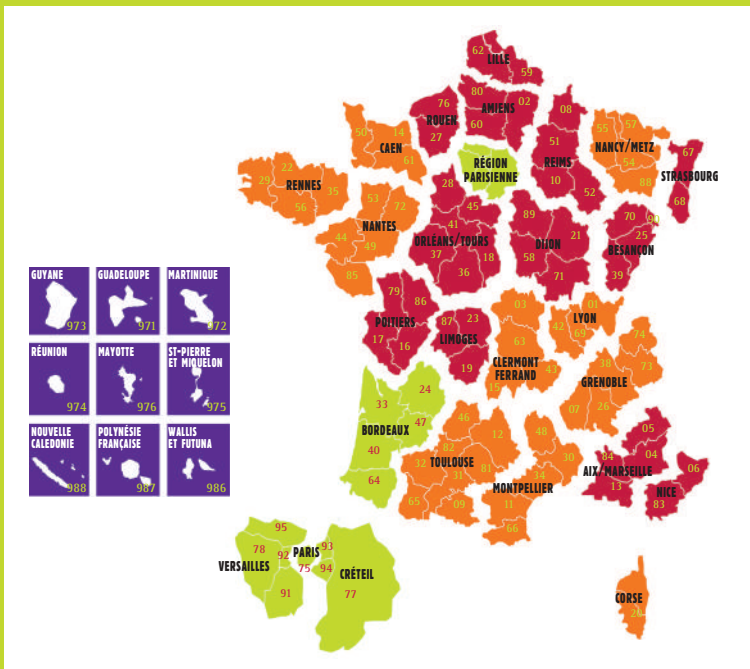 62
LILLE
59
80
02
76
AMIENS
08
ROUEN
60
27
50
14
CAEN
61
55
57
NANCY/METZ
54
88
51
REIMS
10
52
67
STRASBOURG
68
RÉGION
PARISIENNE
22
29
RENNES
35
56
53
72
NANTES
44
49
85
28
45
41
ORLÉANS/TOURS
37
18
36
89
21
DIJON
58
71
70
90
25
BESANÇON
39
GUYANE
973
GUADELOUPE
971
MARTINIQUE
972
RÉUNION
974
MAYOTTE
976
ST-PIERRE
ET MIQUELON
975
NOUVELLE
CALEDONIE
988
POLYNÉSIE
FRANÇAISE
987
WALLIS
ET FUTUNA
986
79
86
POITIERS
17
16
87
23
LIMOGES
19
03
63
CLERMONT
FERRAND
43
15
01
LYON
42
69
74
38
73
GRENOBLE
07
26
24
33
47
BORDEAUX
40
64
46
12
82
32
TOULOUSE
31
81
65
09
48
30
34
MONTPELLIER
11
66
05
84
04
AIX/MARSEILLE
13
06
NICE
83
95
78
92
PARIS
93
VERSAILLES
75
94
CRÉTEIL
91
77
CORSE
20